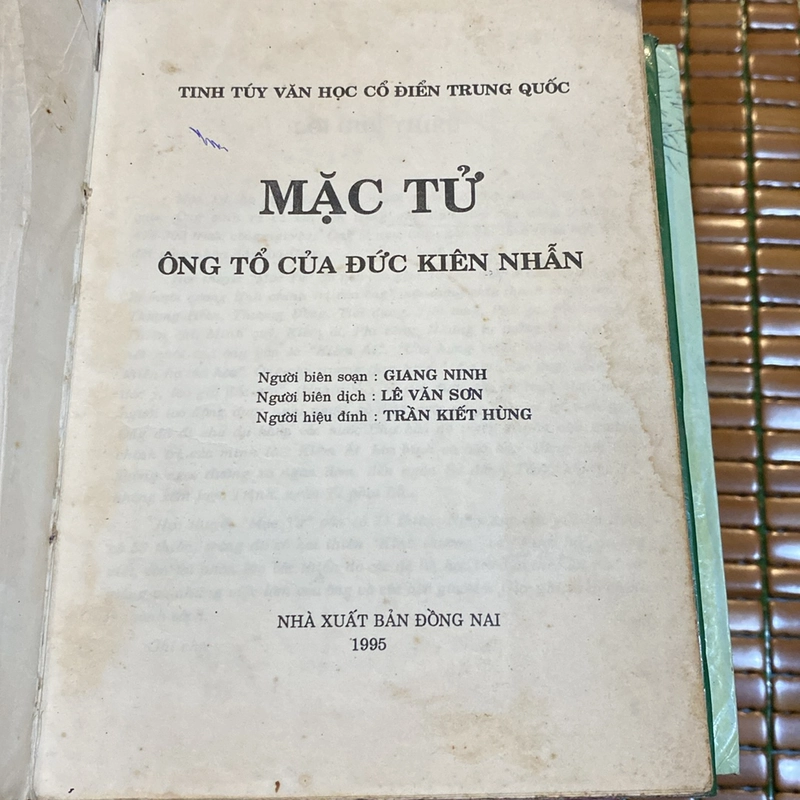 TINH TÚY VĂN HỌC CỔ ĐIỂN TRUNG QUỐC
MẶC TỬ
ÔNG TỔ CỦA ĐỨC KIÊN NHẪN
Người biên soạn : GIANG NINH
Người biên dịch : LÊ VĂN SƠN
Người hiệu đính : TRẦN KIẾT HÙNG
NHÀ XUẤT BẢN ĐỒNG NAI
1995